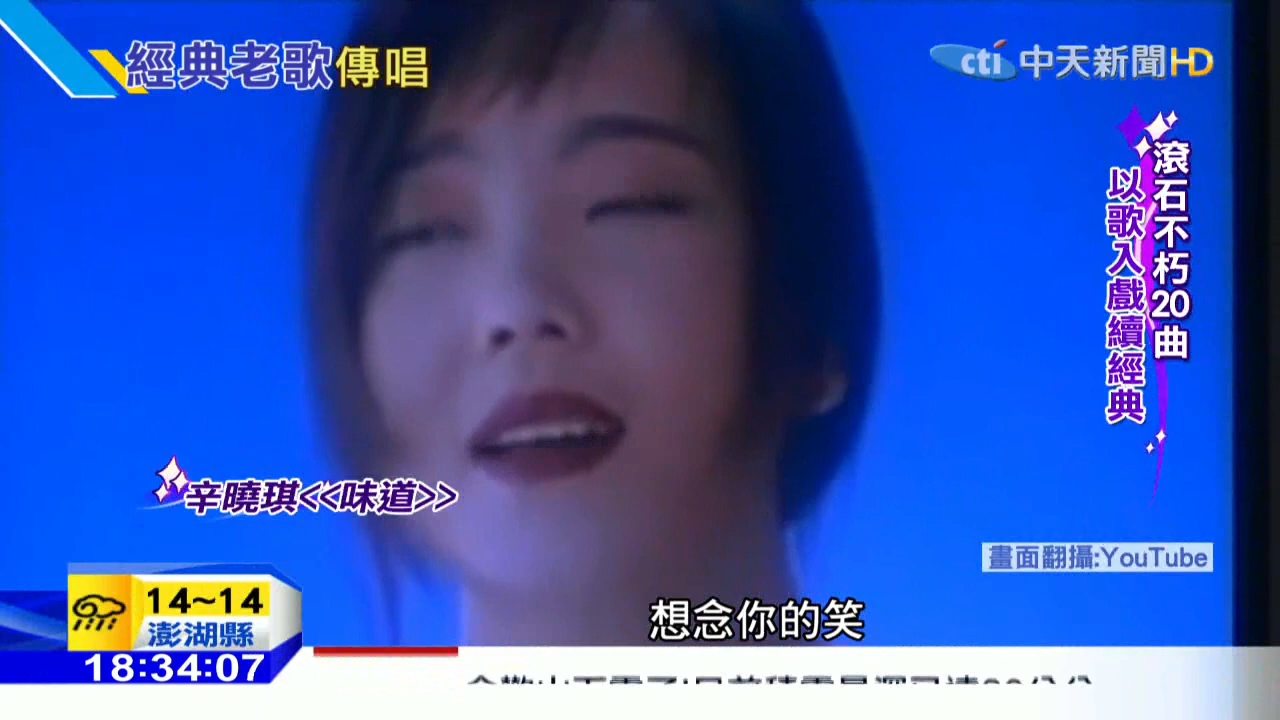 經典老歌傳唱
cti 中天新聞HD
滾石不朽20曲
以歌入戲續經典
辛曉琪<<味道>>
畫面翻攝:YouTube
想念你的笑
14~14
澎湖縣
18:34:07